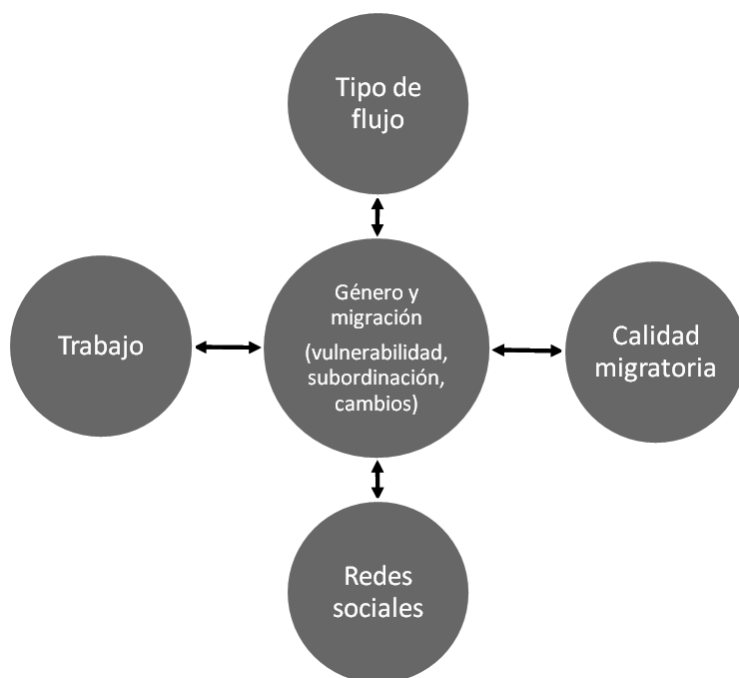 Tipo de
flujo
Trabajo
Género y
migración
(vulnerabilidad,
subordinación,
cambios)
Calidad
migratoria
Redes
sociales